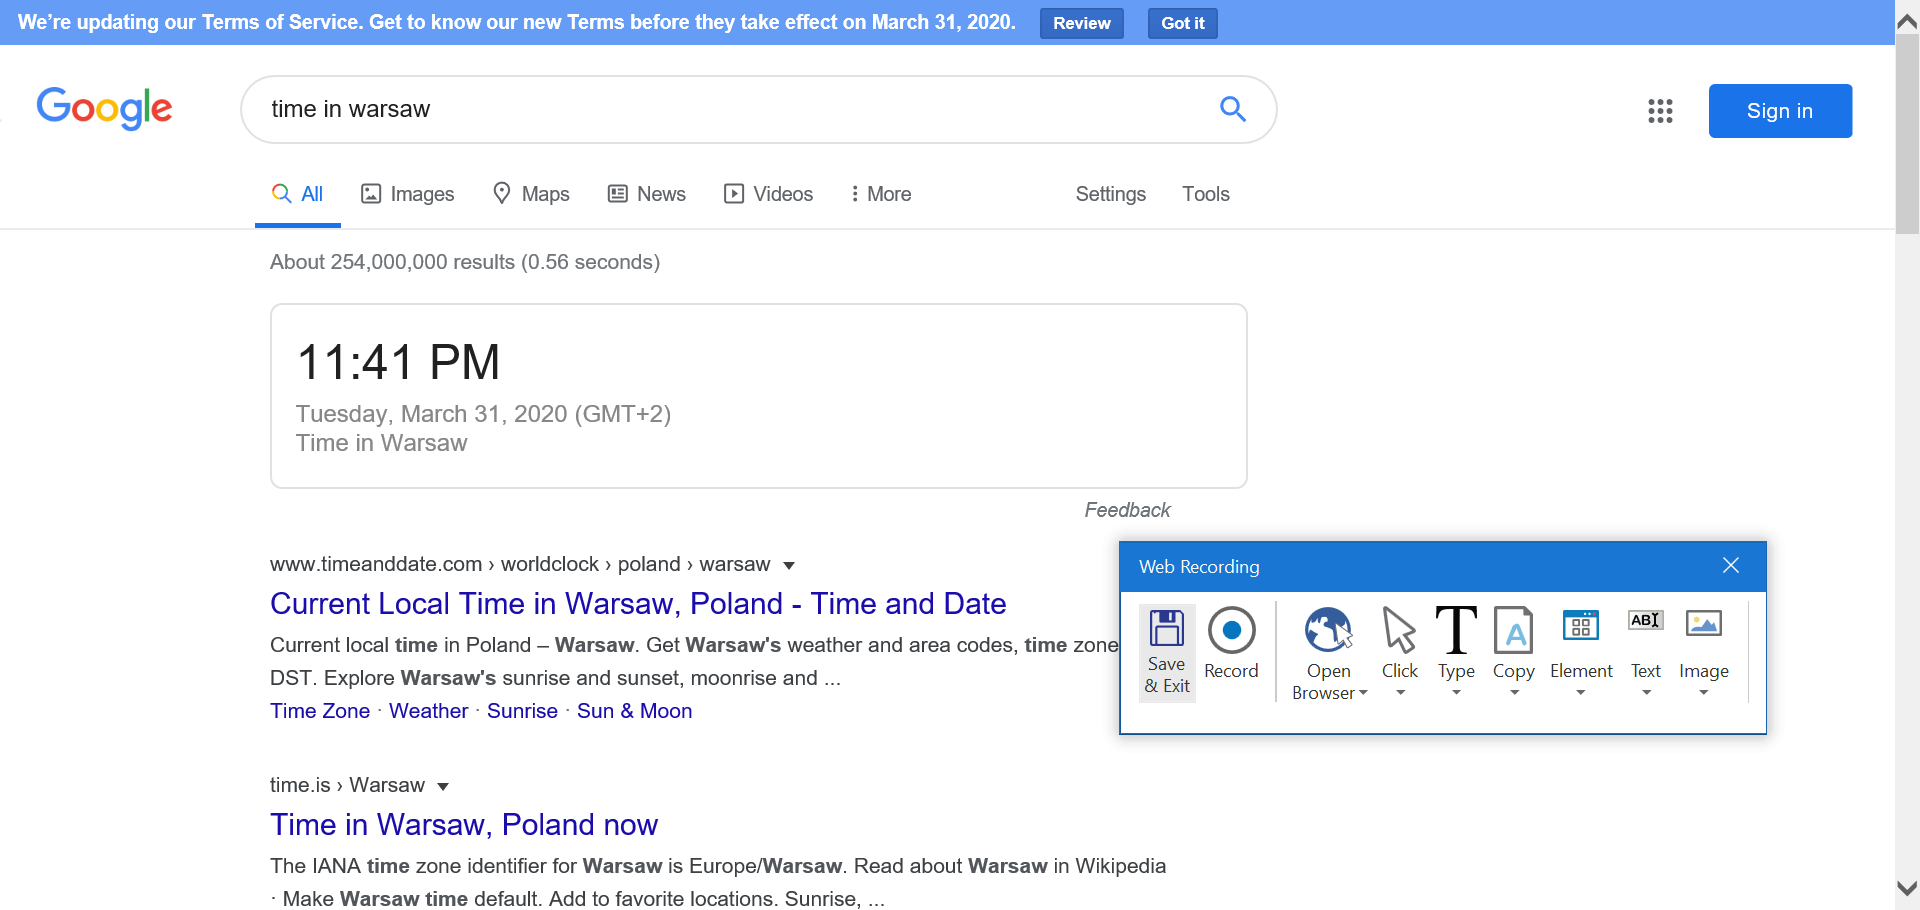 We’re updating our Terms of Service. Get to know our new Terms before they take effect on March 31, 2020. Review Got it
Google
time in warsaw
Sign in
All Images Maps News Videos More Settings Tools
About 254,000,000 results (0.56 seconds)
11:41 PM
Tuesday, March 31, 2020 (GMT+2)
Time in Warsaw
Feedback
www.timeanddate.com › worldclock › poland › warsaw
Current Local Time in Warsaw, Poland - Time and Date
Current local time in Poland – Warsaw. Get Warsaw's weather and area codes, time zone
DST. Explore Warsaw's sunrise and sunset, moonrise and ...
Time Zone · Weather · Sunrise · Sun & Moon
Web Recording
Save & Exit
Record
Open Browser
Click
Type
A
Copy
Element
AB
Text
Image
time.is › Warsaw
Time in Warsaw, Poland now
The IANA time zone identifier for Warsaw is Europe/Warsaw. Read about Warsaw in Wikipedia
· Make Warsaw time default. Add to favorite locations. Sunrise, ...